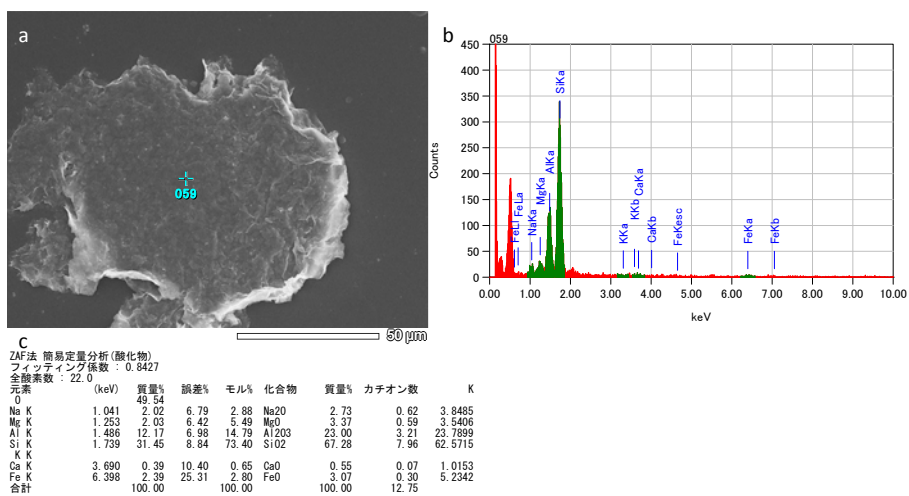 a
059
50 μm
b
059
Counts
450
400
350
300
250
200
150
100
50
0
FeLl
FeLa
NaKa
MgKa
AlKa
SiKa
KKa
KKb
CaKa
CaKb
FeKesc
FeKa
FeKb
0.00 1.00 2.00 3.00 4.00 5.00 6.00 7.00 8.00 9.00 10.00
keV
c
ZAF法 簡易定量分析(酸化物)
フィッティング係数 : 0.8427
全酸素数 : 22.0
元素 (keV) 質量% 誤差% モル% 化合物 質量% カチオン数 K
O 49.54
Na K 1.041 2.02 6.79 2.88 Na2O 2.73 0.62 3.8485
Mg K 1.253 2.03 6.42 5.49 MgO 3.37 0.59 3.5406
Al K 1.486 12.17 6.98 14.79 Al2O3 23.00 3.21 23.7899
Si K 1.739 31.45 8.84 73.40 SiO2 67.28 7.96 62.5715
K K
Ca K 3.690 0.39 10.40 0.65 CaO 0.55 0.07 1.0153
Fe K 6.398 2.39 25.31 2.80 FeO 3.07 0.30 5.2342
合計 100.00 100.00 100.00 12.75